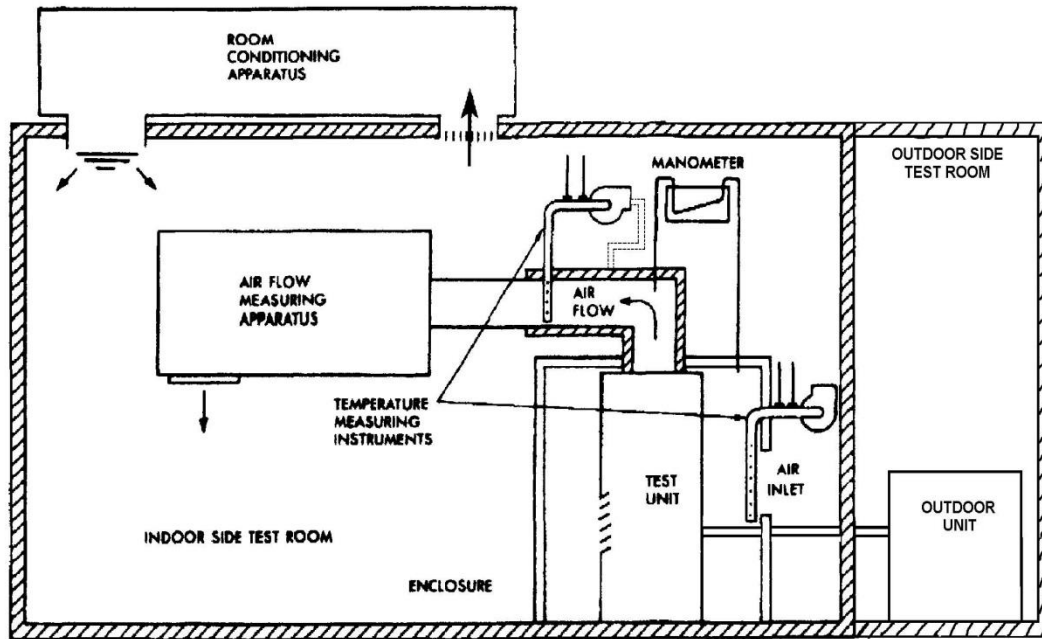 ROOM
CONDITIONING
APPARATUS
MANOMETER
OUTDOOR SIDE
TEST ROOM
AIR FLOW
MEASURING
APPARATUS
AIR
FLOW
TEMPERATURE
MEASURING
INSTRUMENTS
TEST
UNIT
AIR
INLET
OUTDOOR
UNIT
INDOOR SIDE TEST ROOM
ENCLOSURE